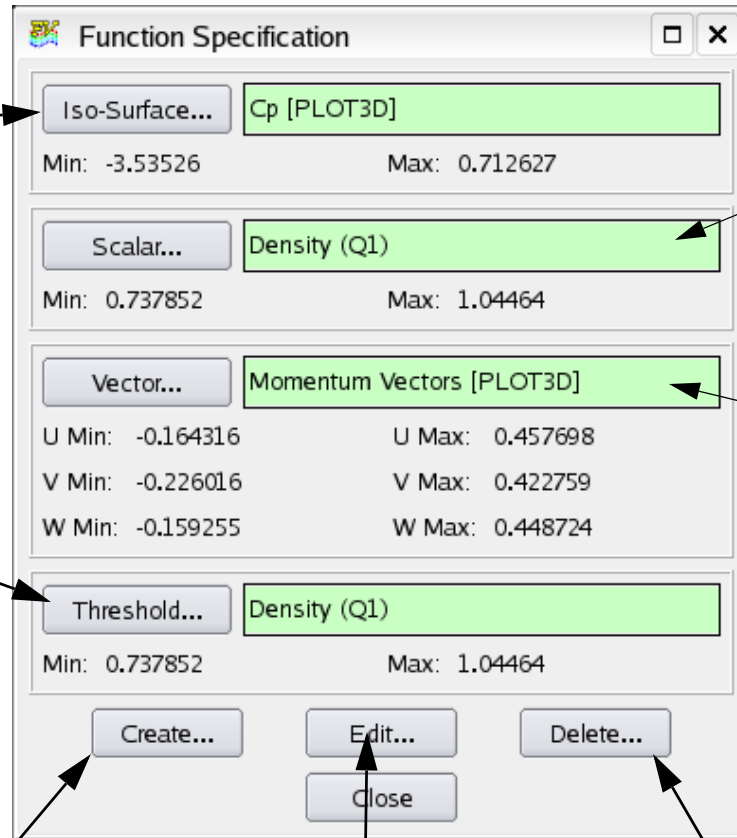 Function Specification
Iso-Surface... Cp [PLOT3D]
Min: -3.53526 Max: 0.712627
Scalar... Density (Q1)
Min: 0.737852 Max: 1.04464
Vector... Momentum Vectors [PLOT3D]
U Min: -0.164316 U Max: 0.457698
V Min: -0.226016 V Max: 0.422759
W Min: -0.159255 W Max: 0.448724
Threshold... Density (Q1)
Min: 0.737852 Max: 1.04464
Create... Edit... Delete...
Close